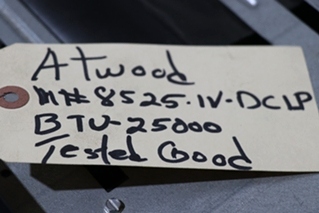 Atwood
M# 8525-IV-DCLP
BTU-25000
Tested Good